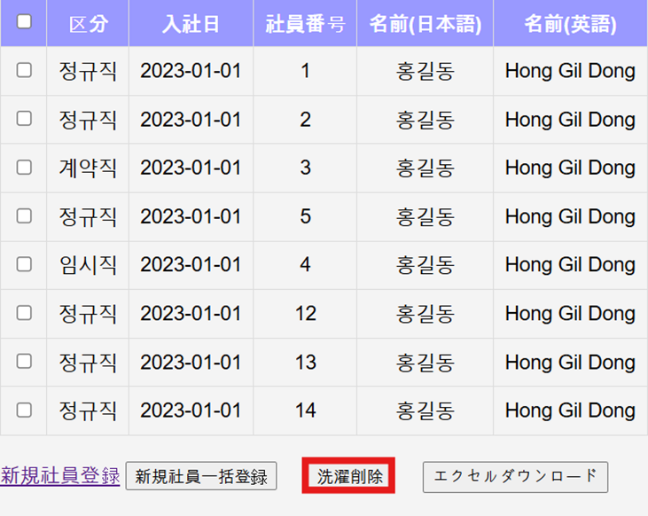 区分 入社日 社員番号 名前(日本語) 名前(英語)
정규직 2023-01-01 1 홍길동 Hong Gil Dong
정규직 2023-01-01 2 홍길동 Hong Gil Dong
계약직 2023-01-01 3 홍길동 Hong Gil Dong
정규직 2023-01-01 5 홍길동 Hong Gil Dong
임시직 2023-01-01 4 홍길동 Hong Gil Dong
정규직 2023-01-01 12 홍길동 Hong Gil Dong
정규직 2023-01-01 13 홍길동 Hong Gil Dong
정규직 2023-01-01 14 홍길동 Hong Gil Dong
新規社員登録 新規社員一括登録 洗濯削除 エクセルダウンロード